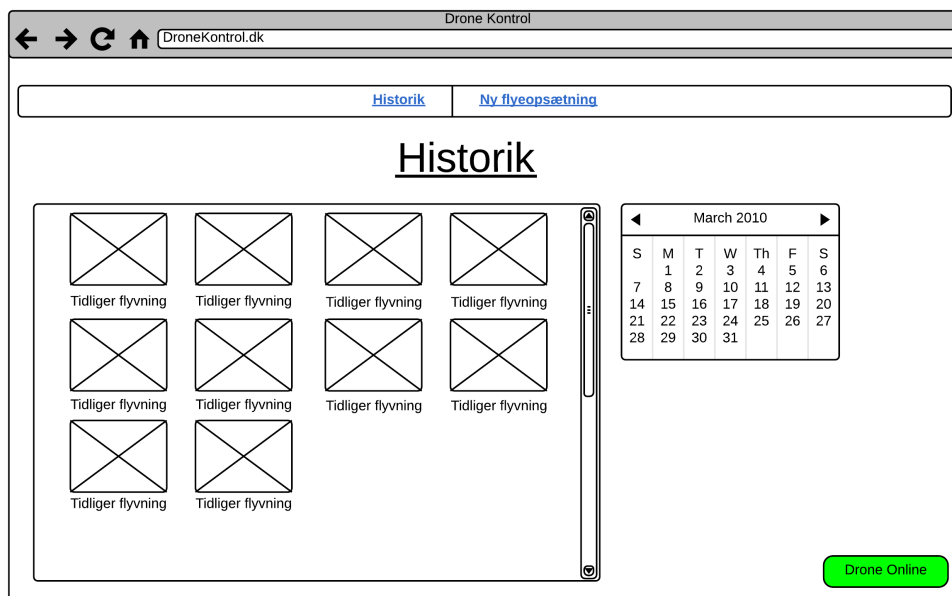 Drone Kontrol
DroneKontrol.dk
Historik Ny flyeopsætning
Historik
Tidliger flyvning Tidliger flyvning Tidliger flyvning Tidliger flyvning
Tidliger flyvning Tidliger flyvning Tidliger flyvning Tidliger flyvning
Tidliger flyvning Tidliger flyvning
March 2010
S M T W Th F S
1 2 3 4 5 6
7 8 9 10 11 12 13
14 15 16 17 18 19 20
21 22 23 24 25 26 27
28 29 30 31
Drone Online